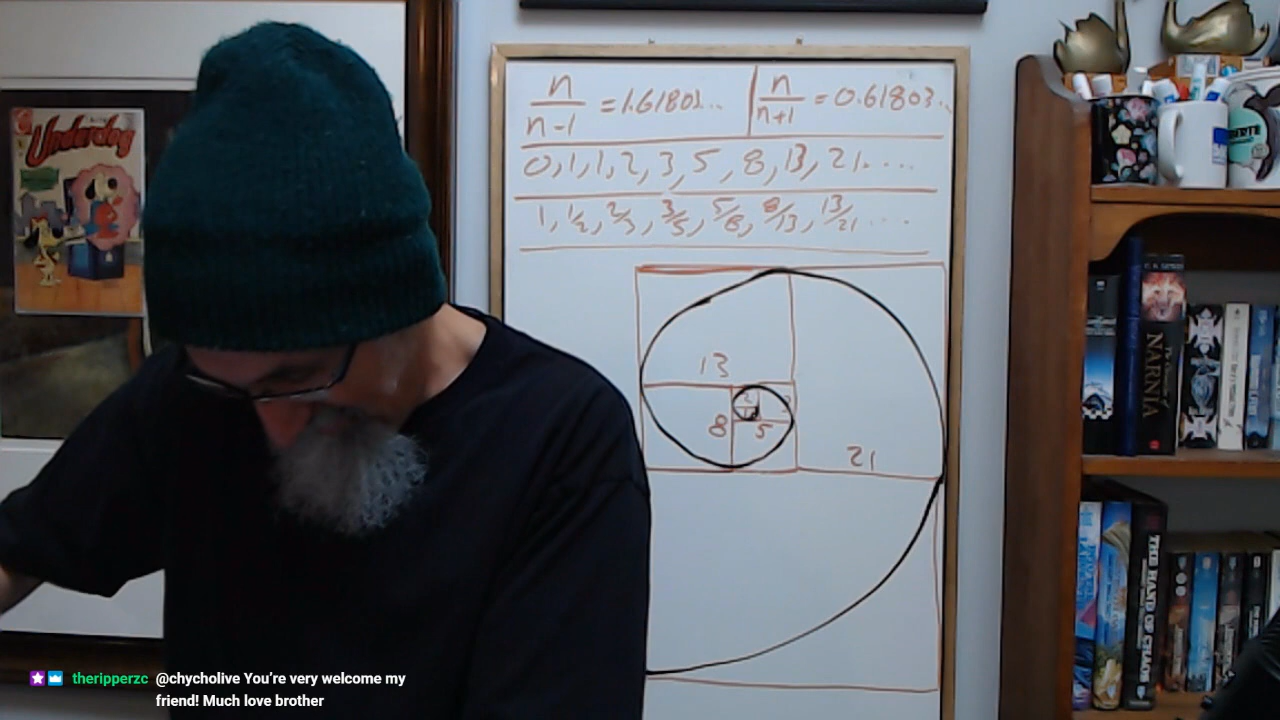 Underdog
n/n-1 = 1.61803... | n/n+1 = 0.61803...
0, 1, 1, 2, 3, 5, 8, 13, 21....
1, 1/2, 2/3, 3/5, 5/8, 8/13, 13/21 ....
13
2
8
5
21
NARNIA
THE HAND OF CHAOS
theripperzc @chycholive You're very welcome my
friend! Much love brother